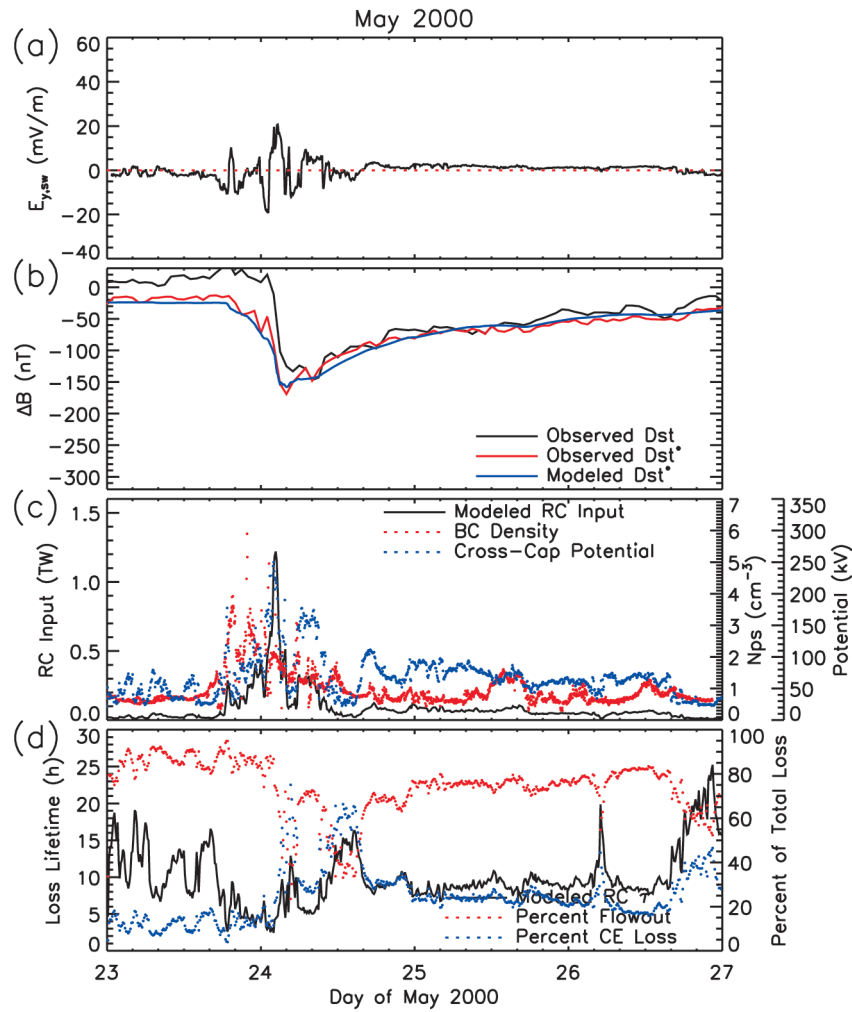 May 2000
(a)
60
40
20
0
−20
−40
E_y,sw (mV/m)
(b)
0
−50
−100
−150
−200
−250
−300
ΔB (nT)
Observed Dst
Observed Dst*
Modeled Dst*
(c)
1.5
1.0
0.5
0.0
RC Input (TW)
Modeled RC Input
BC Density
Cross-Cap Potential
7
6
5
4
3
2
1
0
Nps (cm⁻³)
350
300
250
200
150
100
50
0
Potential (kV)
(d)
30
25
20
15
10
5
0
Loss Lifetime (h)
Modeled RC τ
Percent Flowout
Percent CE Loss
100
80
60
40
20
0
Percent of Total Loss
23 24 25 26 27
Day of May 2000